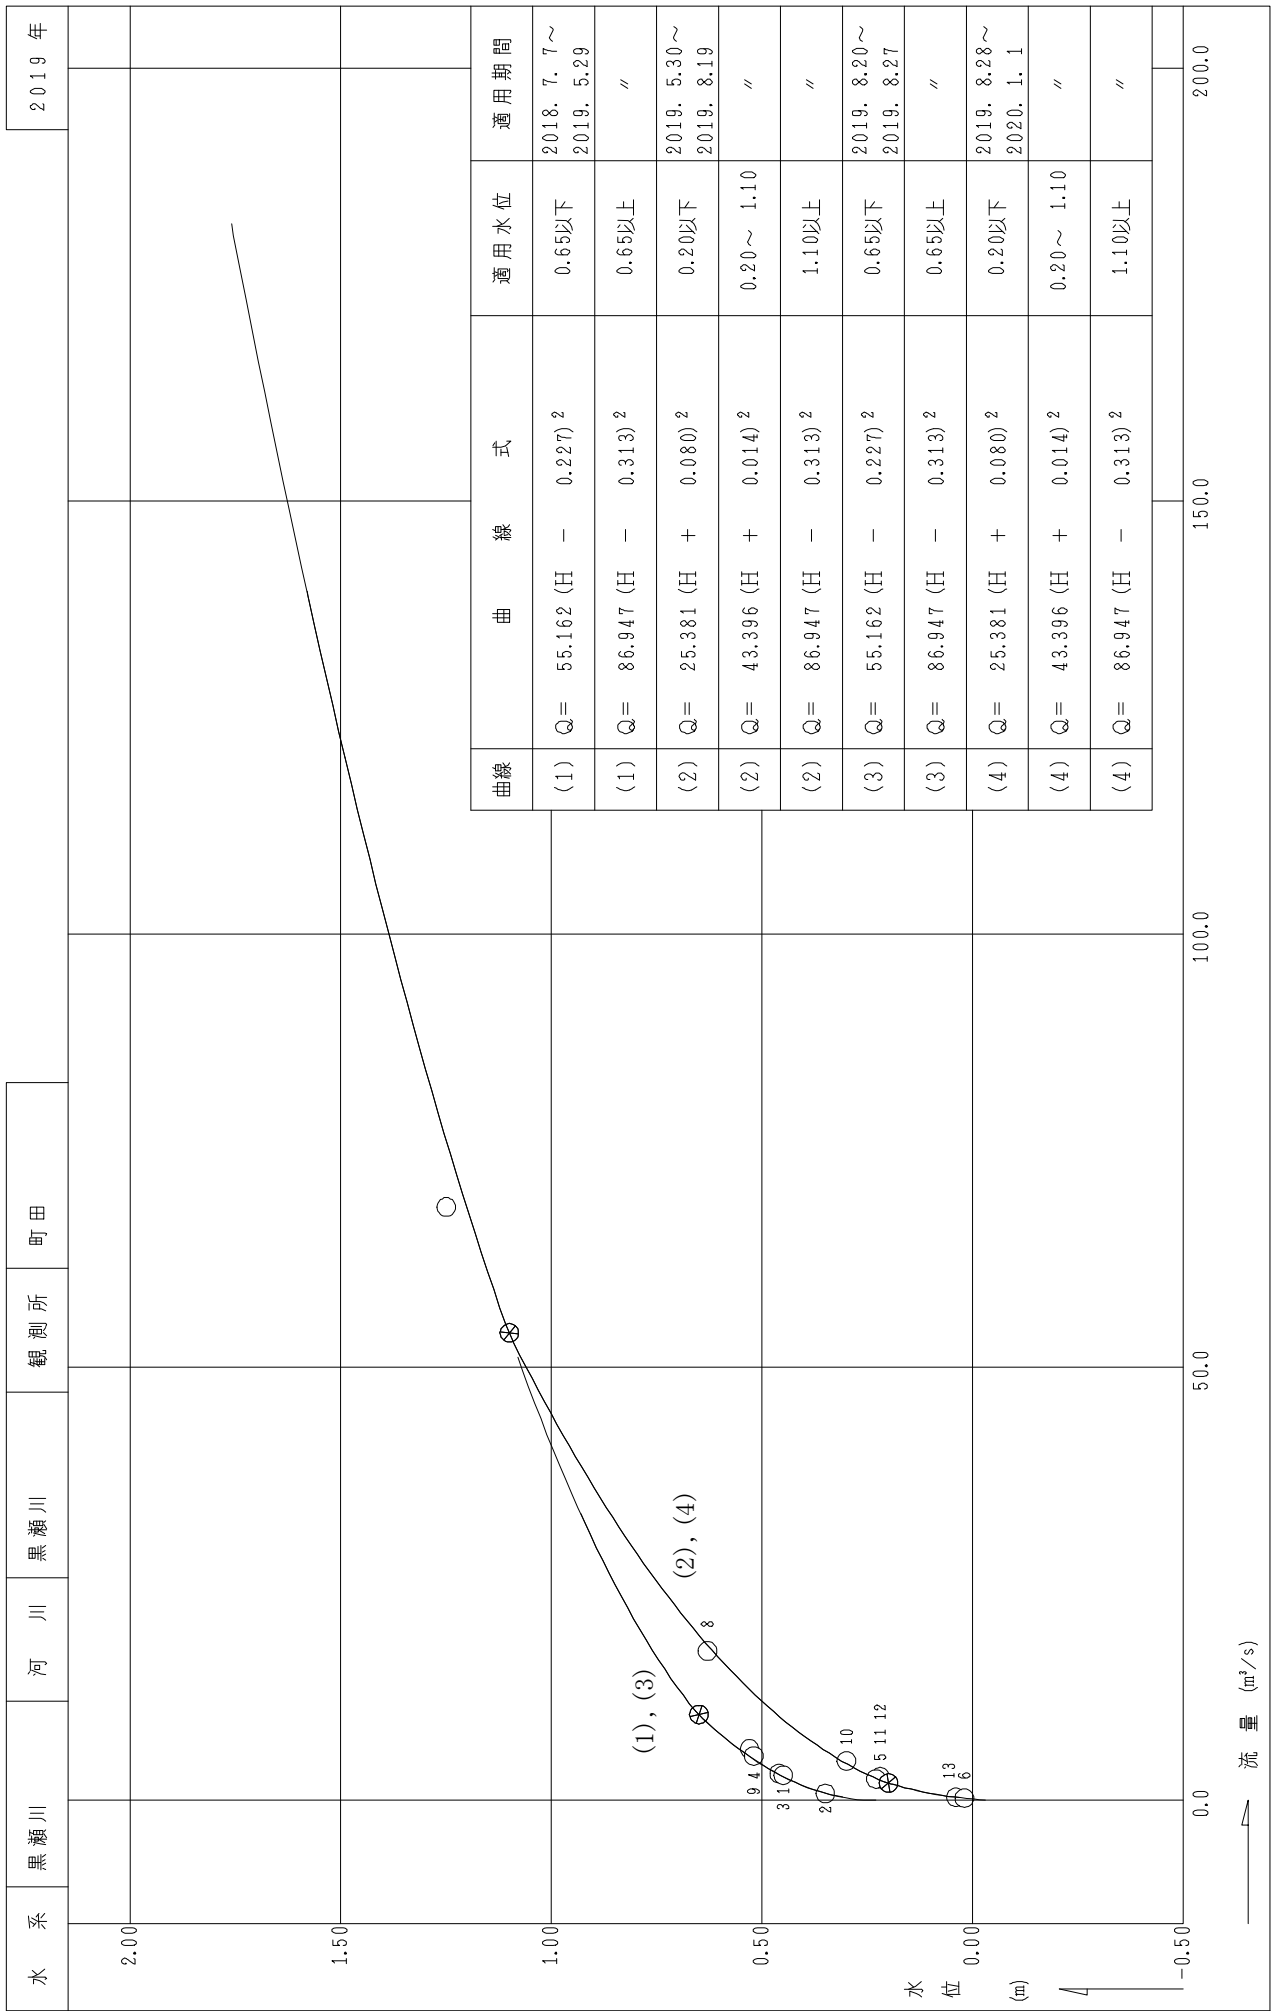 水 系 黒瀬川 河 川 黒瀬川 観測所 町田 2019 年
曲線 曲 線 式 適用水位 適用期間
(1) Q= 55.162 (H - 0.227)² 0.65以下 2018. 7. 7~ 2019. 5.29
(1) Q= 86.947 (H - 0.313)² 0.65以上 〃
(2) Q= 25.381 (H + 0.080)² 0.20以下 2019. 5.30~ 2019. 8.19
(2) Q= 43.396 (H + 0.014)² 0.20~ 1.10 〃
(2) Q= 86.947 (H - 0.313)² 1.10以上 〃
(3) Q= 55.162 (H - 0.227)² 0.65以下 2019. 8.20~ 2019. 8.27
(3) Q= 86.947 (H - 0.313)² 0.65以上 〃
(4) Q= 25.381 (H + 0.080)² 0.20以下 2019. 8.28~ 2020. 1. 1
(4) Q= 43.396 (H + 0.014)² 0.20~ 1.10 〃
(4) Q= 86.947 (H - 0.313)² 1.10以上 〃
2.00
1.50
1.00
0.50
0.00
-0.50
水 位
(m)
(1), (3)
(2), (4)
8
9 4
3 1
2
10
5 11 12
13
6
0.0 50.0 100.0 150.0 200.0
流 量 (m³/s)